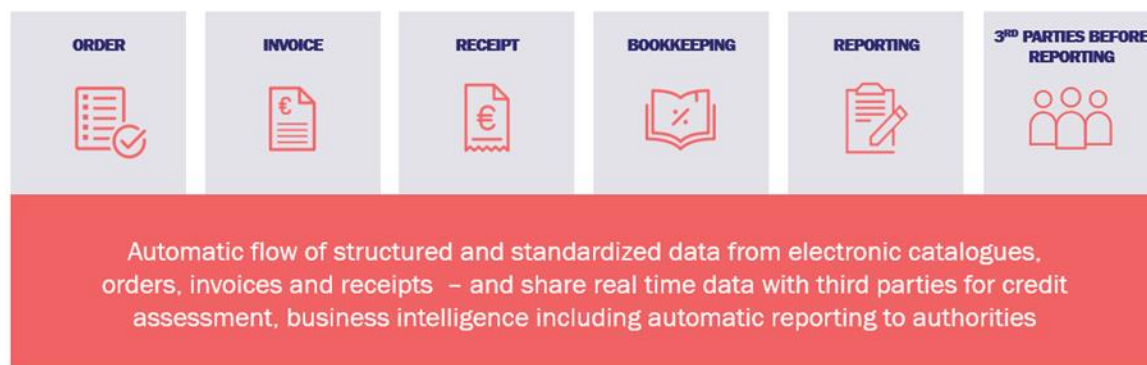 ORDER
INVOICE
RECEIPT
BOOKKEEPING
REPORTING
3RD PARTIES BEFORE
REPORTING
€
€
%
Automatic flow of structured and standardized data from electronic catalogues,
orders, invoices and receipts – and share real time data with third parties for credit
assessment, business intelligence including automatic reporting to authorities